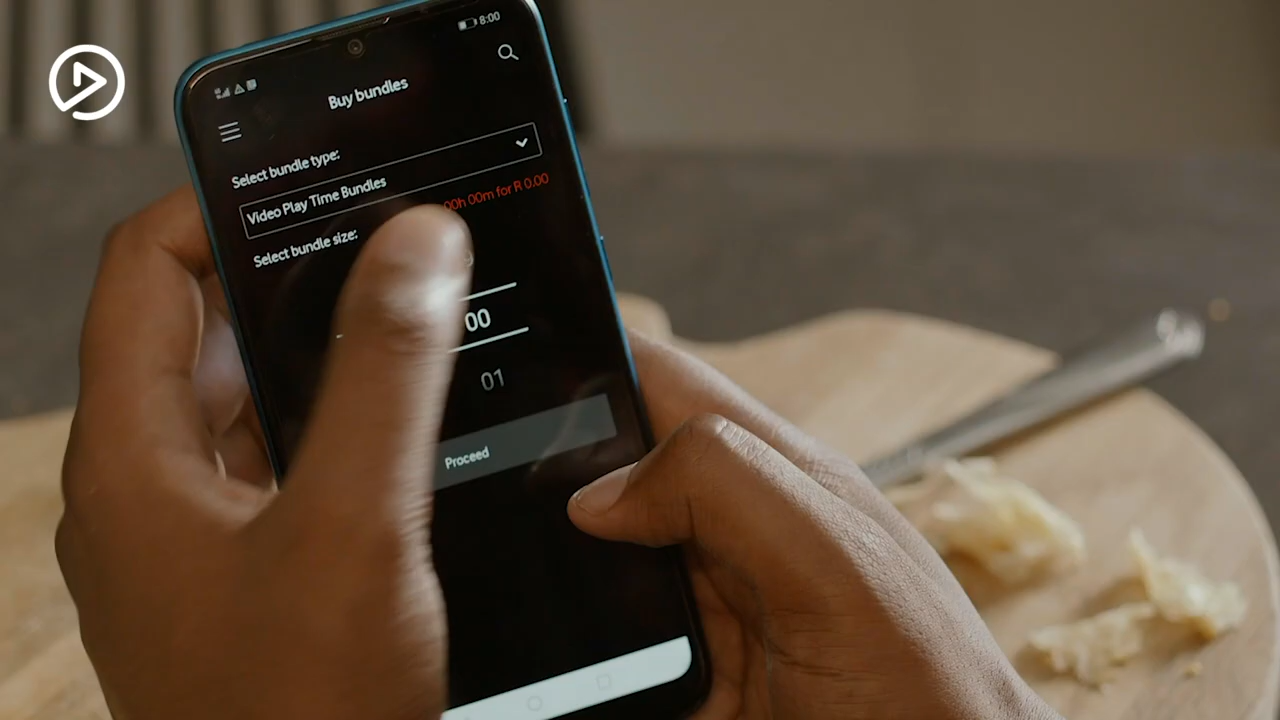 8:00
Buy bundles
Select bundle type:
Video Play Time Bundles
00h 00m for R 0.00
Select bundle size:
00
01
Proceed